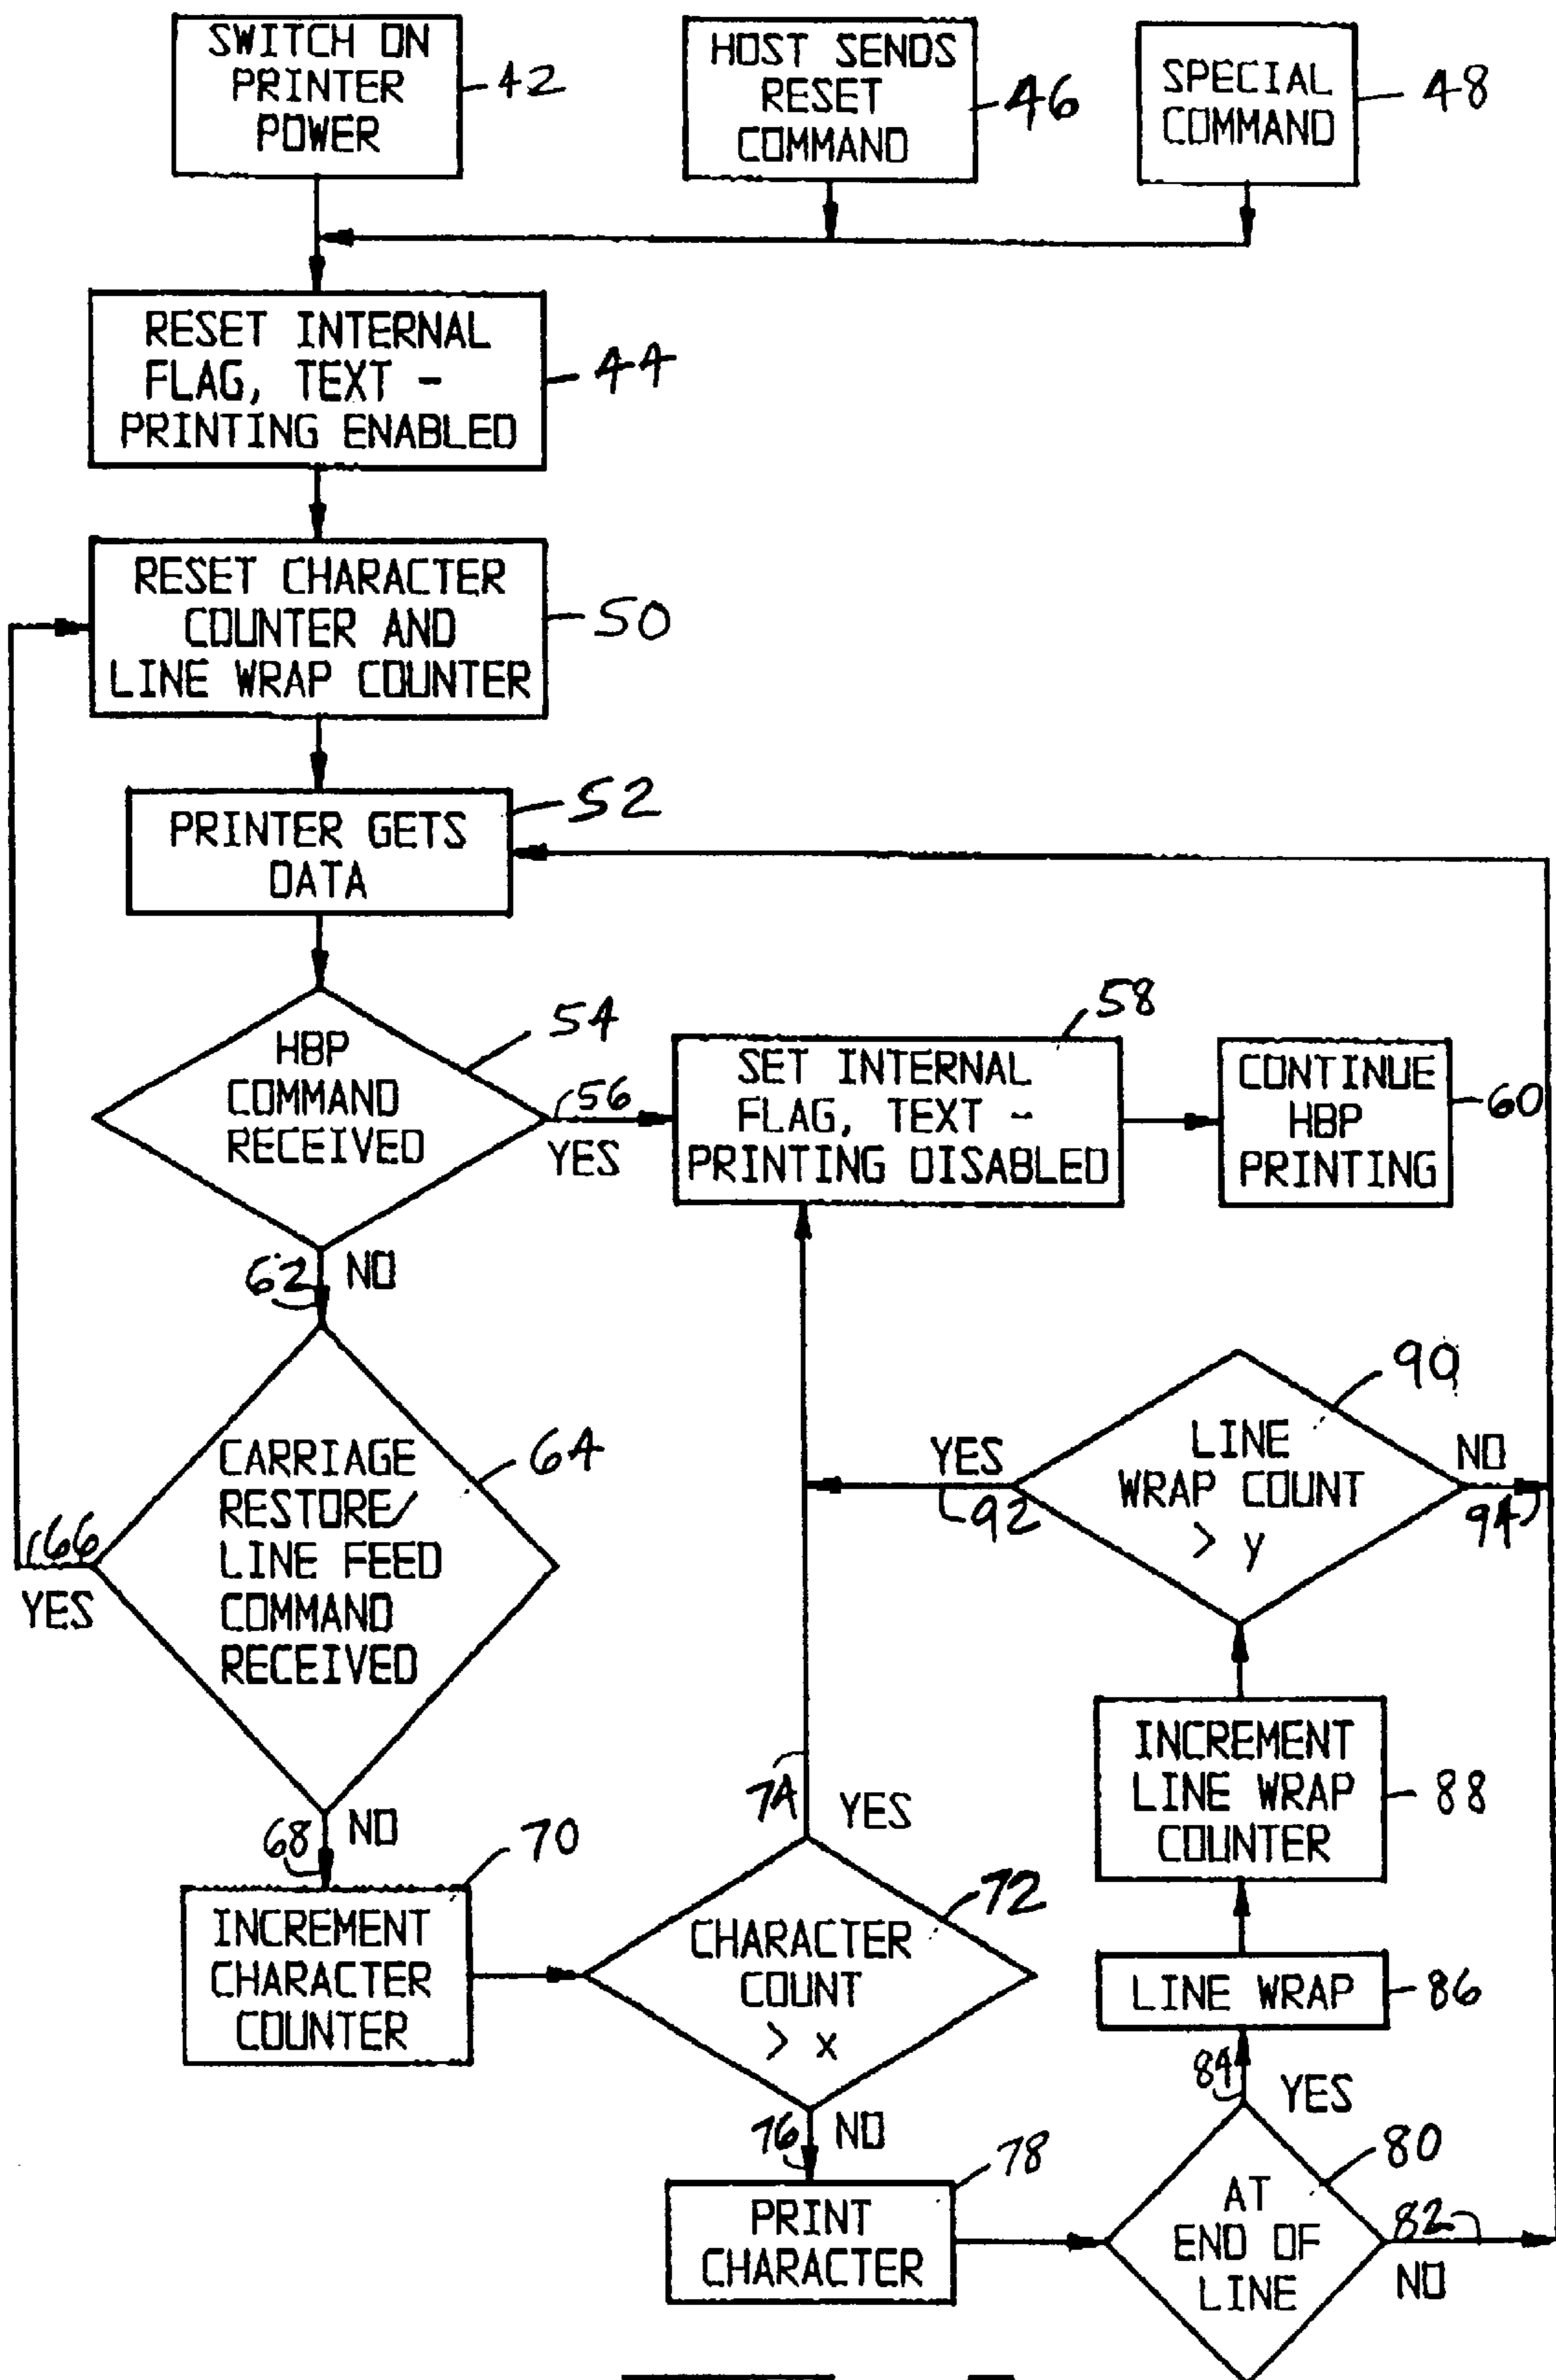 SWITCH ON
PRINTER
POWER
42
HOST SENDS
RESET
COMMAND
46
SPECIAL
COMMAND
48
RESET INTERNAL
FLAG, TEXT -
PRINTING ENABLED
44
RESET CHARACTER
COUNTER AND
LINE WRAP COUNTER
50
PRINTER GETS
DATA
52
HBP
COMMAND
RECEIVED
54
56
YES
SET INTERNAL
FLAG, TEXT -
PRINTING DISABLED
58
CONTINUE
HBP
PRINTING
60
62
NO
CARRIAGE
RESTORE/
LINE FEED
COMMAND
RECEIVED
64
66
YES
68
NO
INCREMENT
CHARACTER
COUNTER
70
CHARACTER
COUNT
> x
72
74
YES
76
NO
PRINT
CHARACTER
78
AT
END OF
LINE
80
82
NO
84
YES
LINE WRAP
86
INCREMENT
LINE WRAP
COUNTER
88
LINE
WRAP COUNT
> y
90
YES
92
NO
94